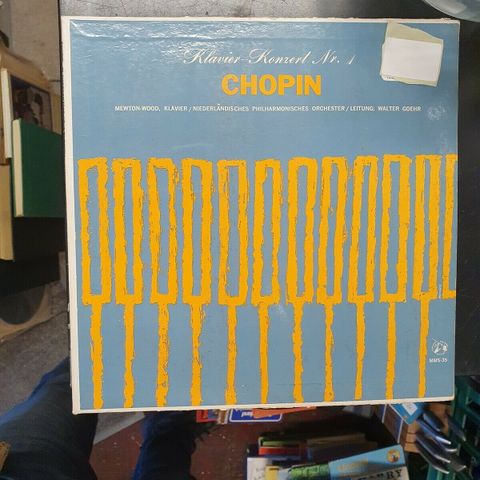 Klavier-Konzert Nr. 1
CHOPIN
MEWTON-WOOD, KLAVIER / NIEDERLÄNDISCHES PHILHARMONISCHES ORCHESTER / LEITUNG: WALTER GOEHR
MMS-35